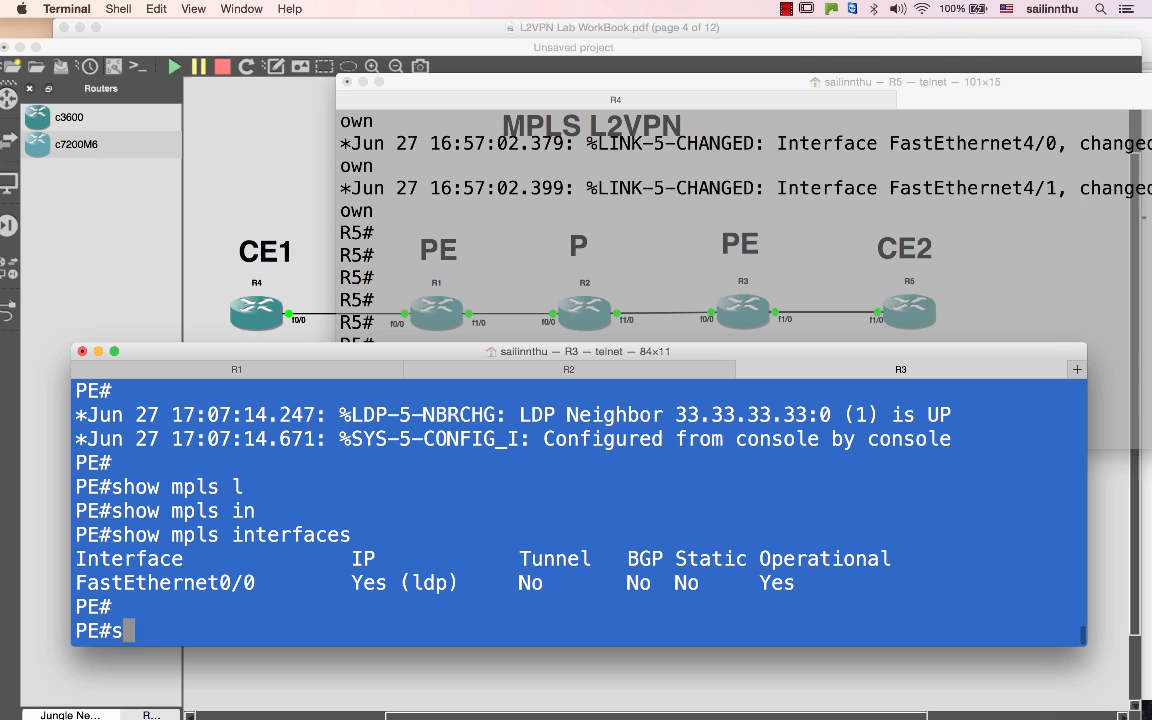 Terminal Shell Edit View Window Help 100% sailinnthu
L2VPN Lab WorkBook.pdf (page 4 of 12)
Unsaved project
Routers
c3600
c7200M6
sailinnthu — R5 — telnet — 101×15
R4
own
*Jun 27 16:57:02.379: %LINK-5-CHANGED: Interface FastEthernet4/0, changed
own
*Jun 27 16:57:02.399: %LINK-5-CHANGED: Interface FastEthernet4/1, changed
own
R5#
R5#
R5#
R5#
R5#
MPLS L2VPN
CE1 PE P PE CE2
R4 R1 R2 R3 R5
f0/0 f0/0 f1/0 f0/0 f1/0 f0/0 f1/0 f1/0
sailinnthu — R3 — telnet — 84×11
R1 R2 R3 +
PE#
*Jun 27 17:07:14.247: %LDP-5-NBRCHG: LDP Neighbor 33.33.33.33:0 (1) is UP
*Jun 27 17:07:14.671: %SYS-5-CONFIG_I: Configured from console by console
PE#
PE#show mpls l
PE#show mpls in
PE#show mpls interfaces
Interface IP Tunnel BGP Static Operational
FastEthernet0/0 Yes (ldp) No No No Yes
PE#
PE#s
Jungle Ne... R...